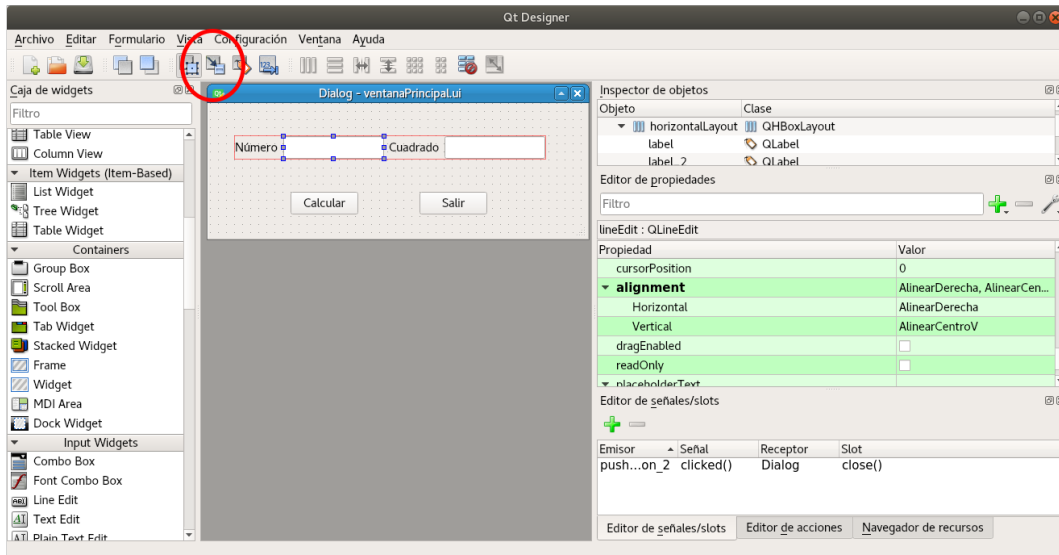 Qt Designer
Archivo Editar Formulario Vista Configuración Ventana Ayuda
Caja de widgets
Filtro
Table View
Column View
Item Widgets (Item-Based)
List Widget
Tree Widget
Table Widget
Containers
Group Box
Scroll Area
Tool Box
Tab Widget
Stacked Widget
Frame
Widget
MDI Area
Dock Widget
Input Widgets
Combo Box
Font Combo Box
Line Edit
Text Edit
Plain Text Edit
Dialog - ventanaPrincipal.ui
Número Cuadrado
Calcular Salir
Inspector de objetos
Objeto Clase
horizontalLayout QHBoxLayout
label QLabel
label_2 QLabel
Editor de propiedades
Filtro
lineEdit : QLineEdit
Propiedad Valor
cursorPosition 0
alignment AlinearDerecha, AlinearCen...
Horizontal AlinearDerecha
Vertical AlinearCentroV
dragEnabled
readOnly
placeholderText
Editor de señales/slots
Emisor Señal Receptor Slot
push...on_2 clicked() Dialog close()
Editor de señales/slots Editor de acciones Navegador de recursos